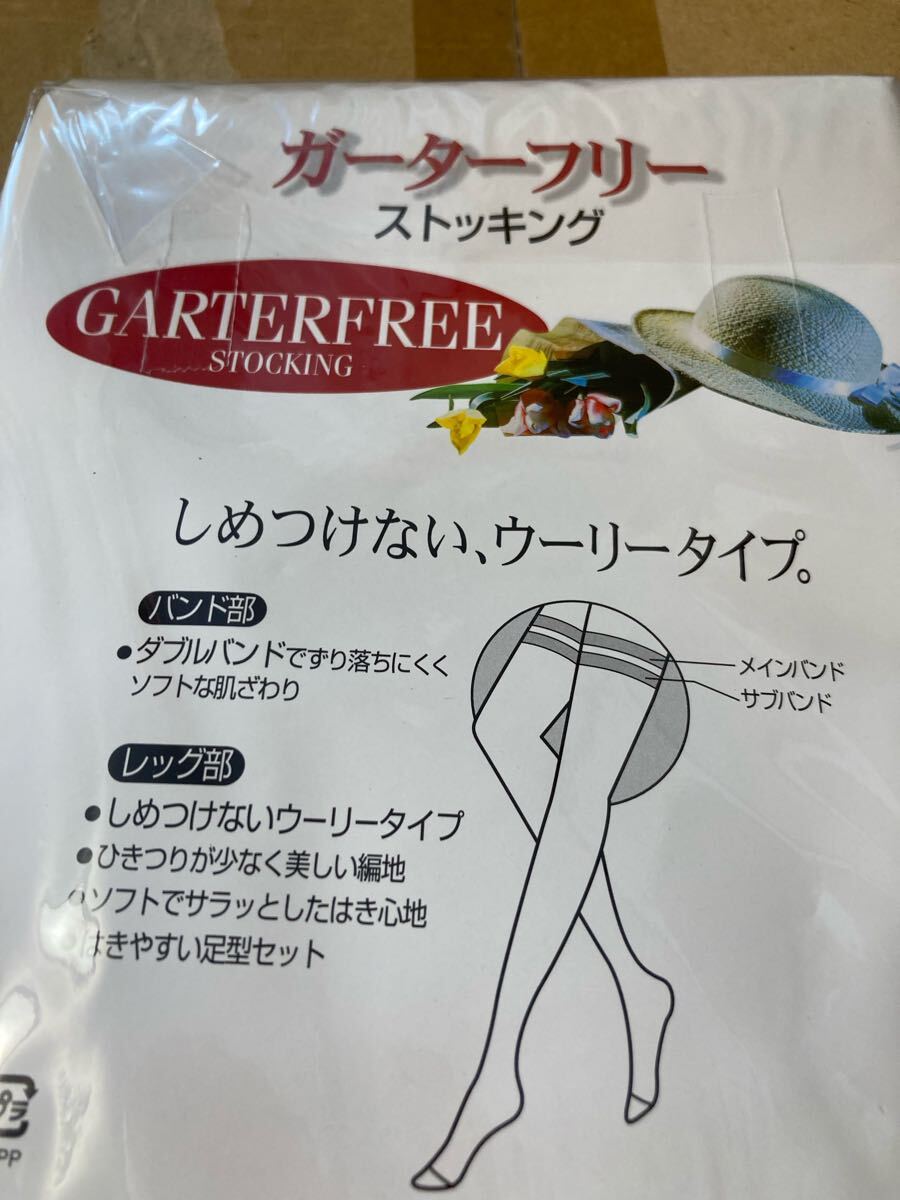 ガーターフリー
ストッキング
GARTERFREE
STOCKING
しめつけない、ウーリータイプ。
バンド部
●ダブルバンドでずり落ちにくく
ソフトな肌ざわり
メインバンド
サブバンド
レッグ部
●しめつけないウーリータイプ
●ひきつりが少なく美しい編地
●ソフトでサラッとしたはき心地
●はきやすい足型セット
プラ
PP